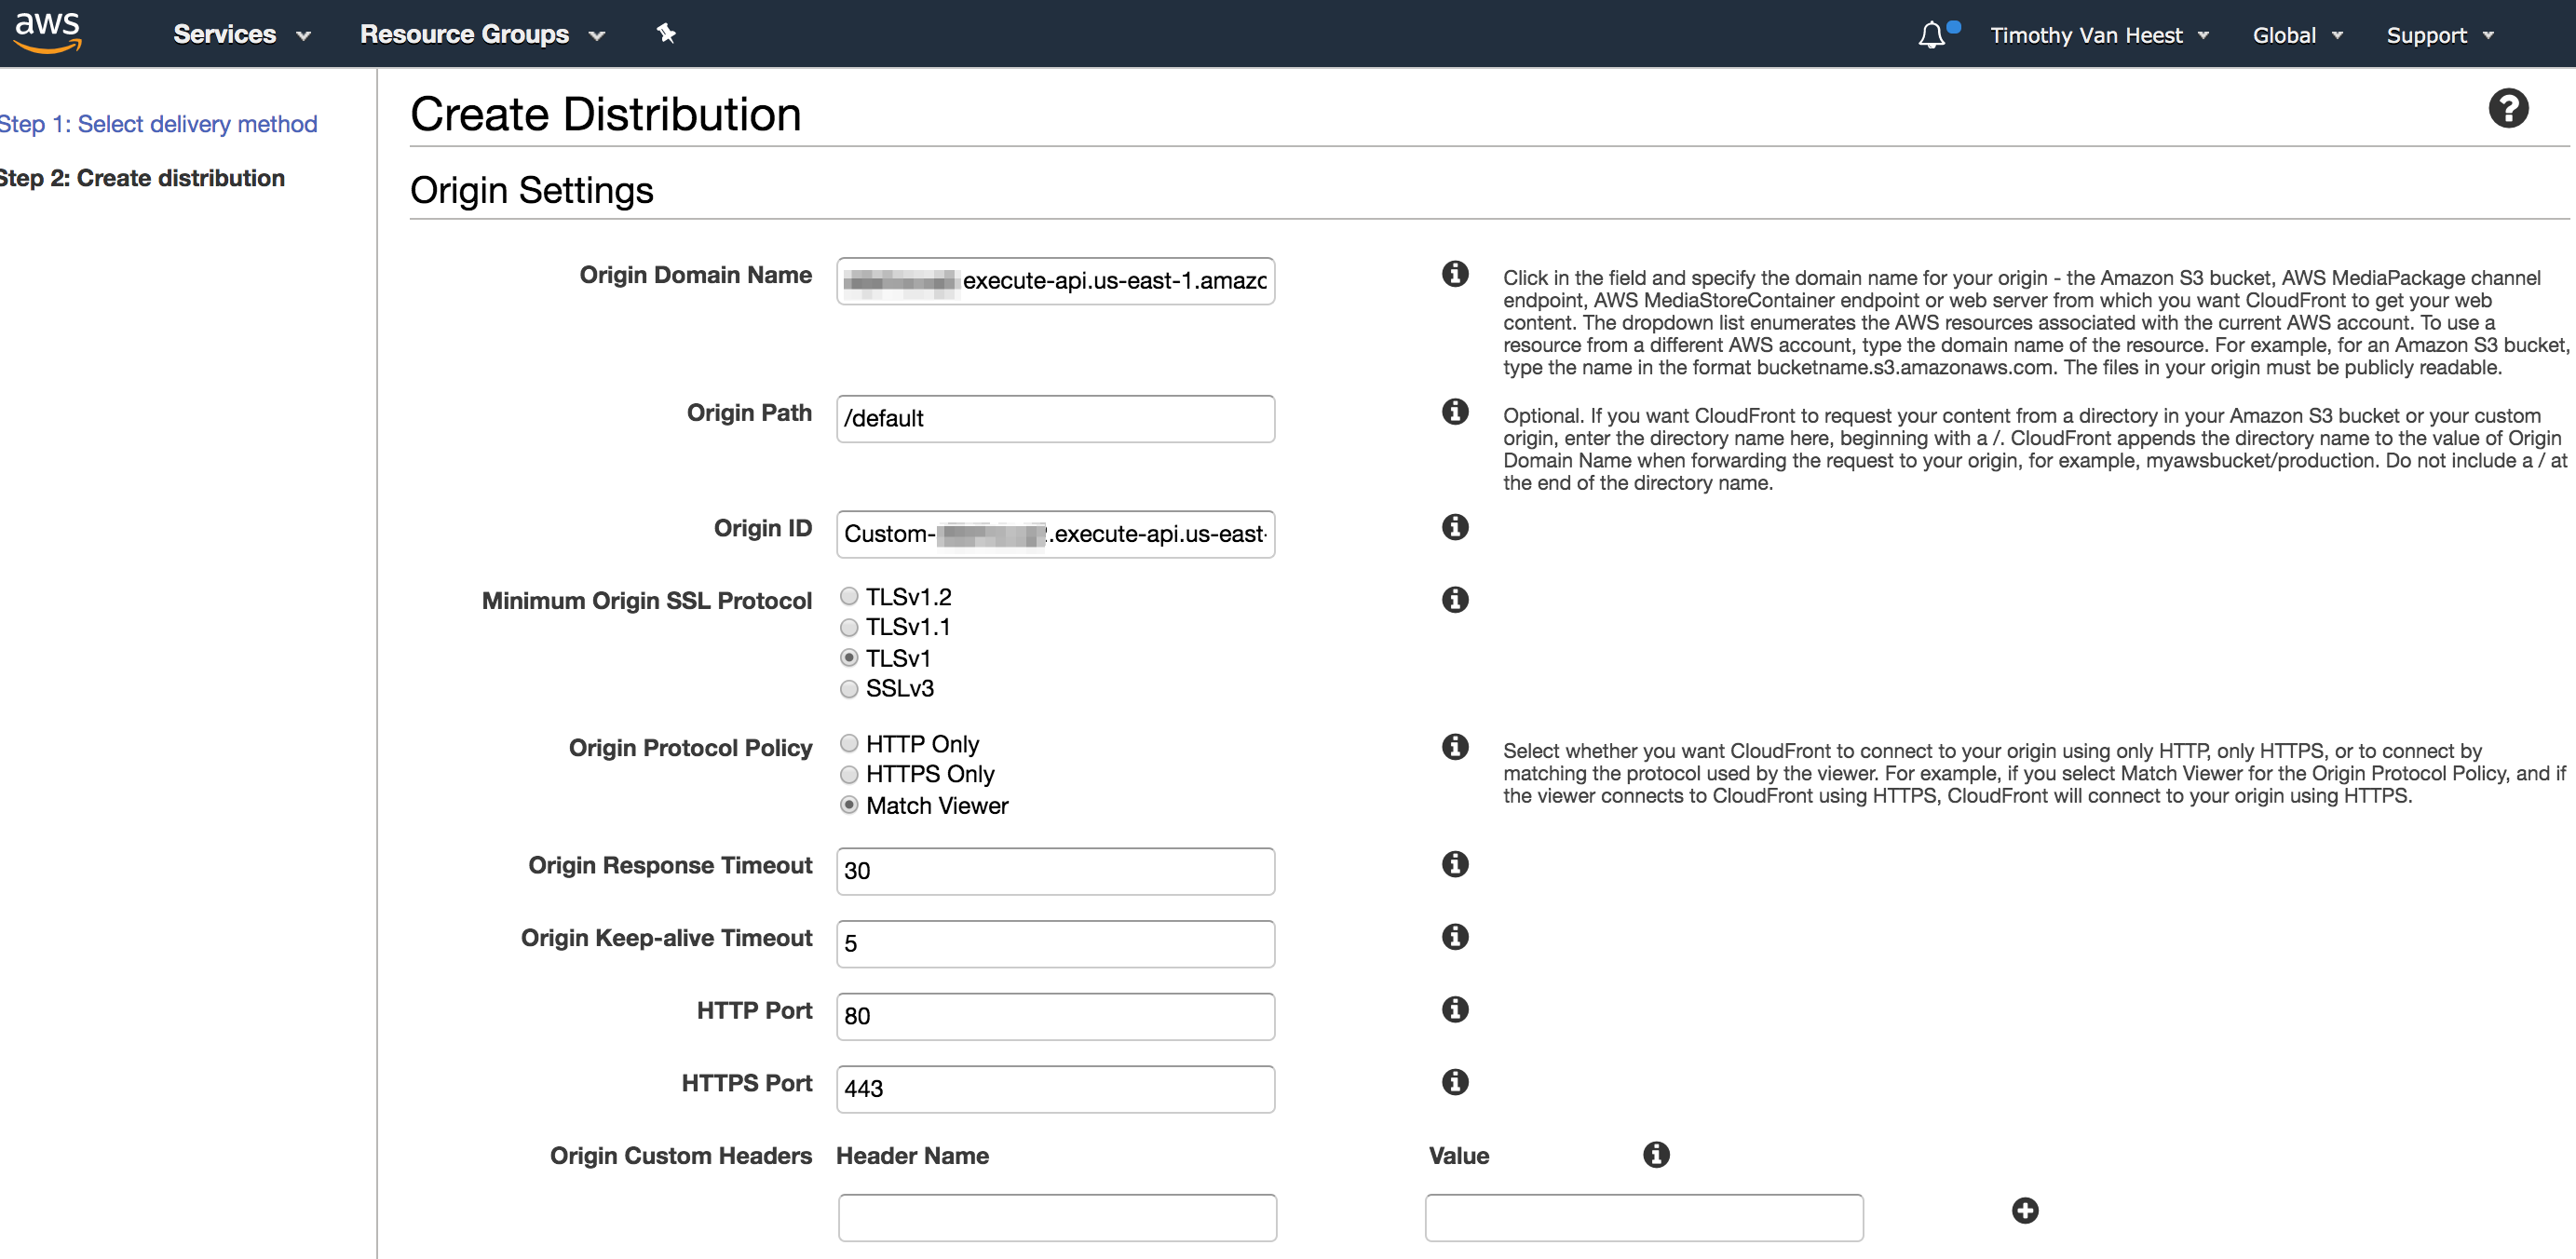 aws Services Resource Groups Timothy Van Heest Global Support
Step 1: Select delivery method
Step 2: Create distribution
Create Distribution
Origin Settings
Origin Domain Name execute-api.us-east-1.amazo
Click in the field and specify the domain name for your origin - the Amazon S3 bucket, AWS MediaPackage channel
endpoint, AWS MediaStoreContainer endpoint or web server from which you want CloudFront to get your web
content. The dropdown list enumerates the AWS resources associated with the current AWS account. To use a
resource from a different AWS account, type the domain name of the resource. For example, for an Amazon S3 bucket,
type the name in the format bucketname.s3.amazonaws.com. The files in your origin must be publicly readable.
Origin Path /default
Optional. If you want CloudFront to request your content from a directory in your Amazon S3 bucket or your custom
origin, enter the directory name here, beginning with a /. CloudFront appends the directory name to the value of Origin
Domain Name when forwarding the request to your origin, for example, myawsbucket/production. Do not include a / at
the end of the directory name.
Origin ID Custom- .execute-api.us-east-
Minimum Origin SSL Protocol TLSv1.2
TLSv1.1
TLSv1
SSLv3
Origin Protocol Policy HTTP Only
HTTPS Only
Match Viewer
Select whether you want CloudFront to connect to your origin using only HTTP, only HTTPS, or to connect by
matching the protocol used by the viewer. For example, if you select Match Viewer for the Origin Protocol Policy, and if
the viewer connects to CloudFront using HTTPS, CloudFront will connect to your origin using HTTPS.
Origin Response Timeout 30
Origin Keep-alive Timeout 5
HTTP Port 80
HTTPS Port 443
Origin Custom Headers Header Name Value